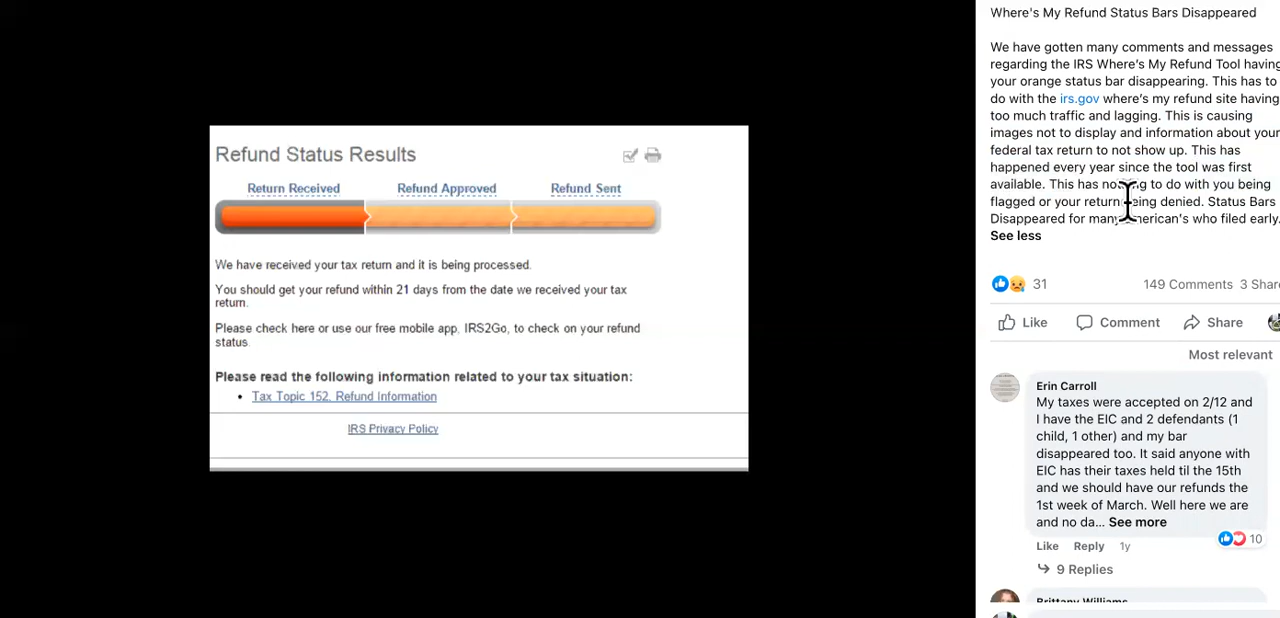 Refund Status Results
Return Received
Refund Approved
Refund Sent
We have received your tax return and it is being processed.
You should get your refund within 21 days from the date we received your tax
return.
Please check here or use our free mobile app, IRS2Go, to check on your refund
status.
Please read the following information related to your tax situation:
• Tax Topic 152, Refund Information
IRS Privacy Policy
Where's My Refund Status Bars Disappeared
We have gotten many comments and messages
regarding the IRS Where's My Refund Tool having
your orange status bar disappearing. This has to
do with the irs.gov where's my refund site having
too much traffic and lagging. This is causing
images not to display and information about your
federal tax return to not show up. This has
happened every year since the tool was first
available. This has to do with you being
flagged or your return being denied. Status Bars
Disappeared for many who filed early.
See less
31
149 Comments 3
Like
Comment
Share
Most relevant
Erin Carroll
My taxes were accepted on 2/12 and
I have the EIC and 2 defendants (1
child, 1 other) and my bar
disappeared too. It said anyone with
EIC has their taxes held til the 15th
and we should have our refunds the
1st week of March. Well here we are
and no da... See more
10
Like Reply 1y
9 Replies
Brittany Williams